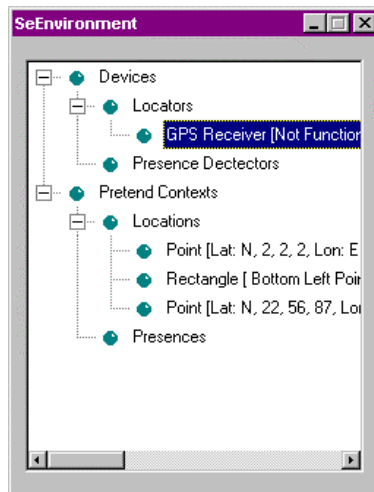 SeEnvironment
Devices
Locators
GPS Receiver [Not Function
Presence Dectectors
Pretend Contexts
Locations
Point [Lat: N, 2, 2, 2, Lon: E
Rectangle [ Bottom Left Poir
Point [Lat: N, 22, 56, 87, Lo
Presences